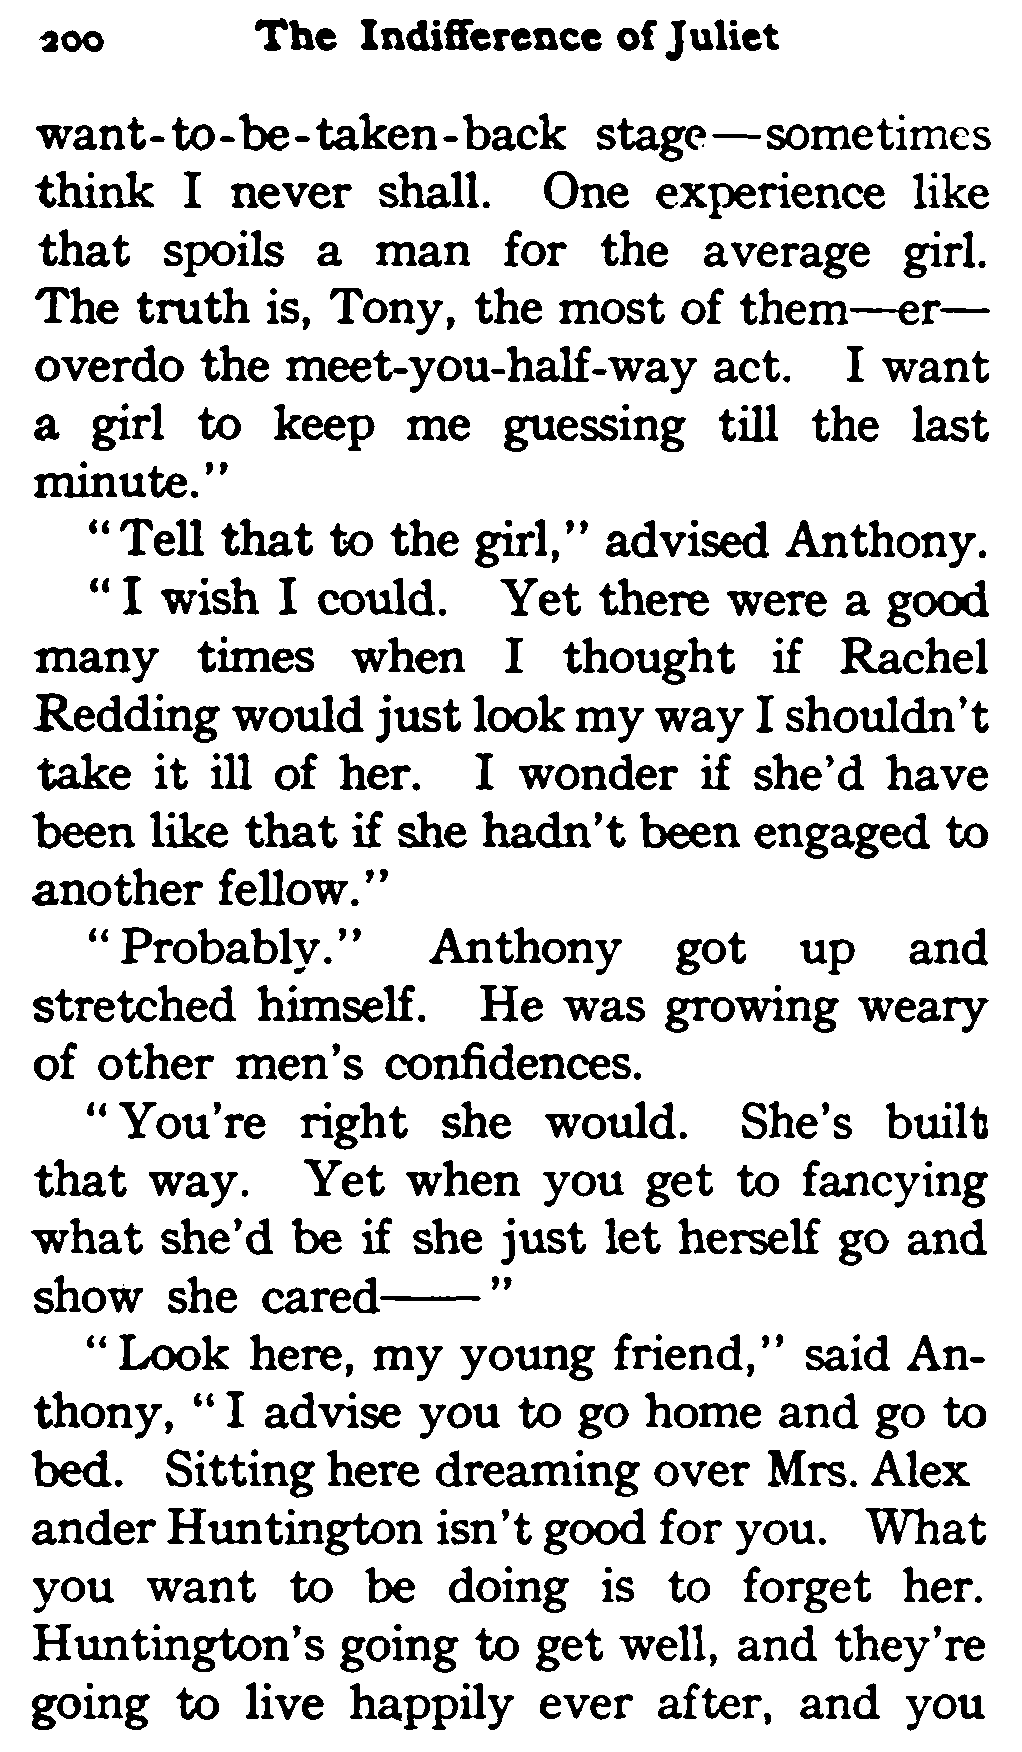 200 The Indifference of Juliet
want-to-be-taken-back stage—sometimes
think I never shall. One experience like
that spoils a man for the average girl.
The truth is, Tony, the most of them—er—
overdo the meet-you-half-way act. I want
a girl to keep me guessing till the last
minute."
"Tell that to the girl," advised Anthony.
"I wish I could. Yet there were a good
many times when I thought if Rachel
Redding would just look my way I shouldn't
take it ill of her. I wonder if she'd have
been like that if she hadn't been engaged to
another fellow."
"Probably." Anthony got up and
stretched himself. He was growing weary
of other men's confidences.
"You're right she would. She's built
that way. Yet when you get to fancying
what she'd be if she just let herself go and
show she cared——"
"Look here, my young friend," said An-
thony, "I advise you to go home and go to
bed. Sitting here dreaming over Mrs. Alex
ander Huntington isn't good for you. What
you want to be doing is to forget her.
Huntington's going to get well, and they're
going to live happily ever after, and you